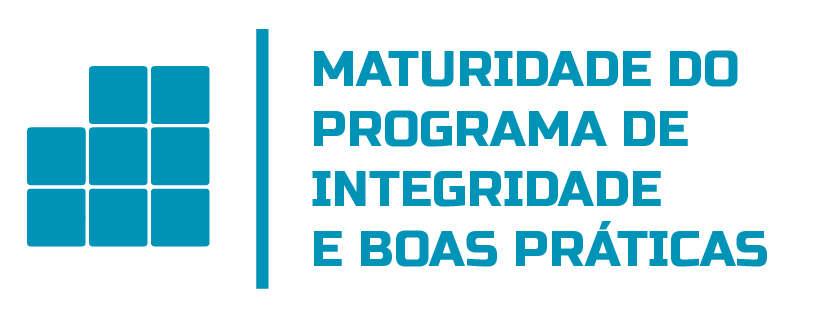 MATURIDADE DO
PROGRAMA DE
INTEGRIDADE
E BOAS PRÁTICAS